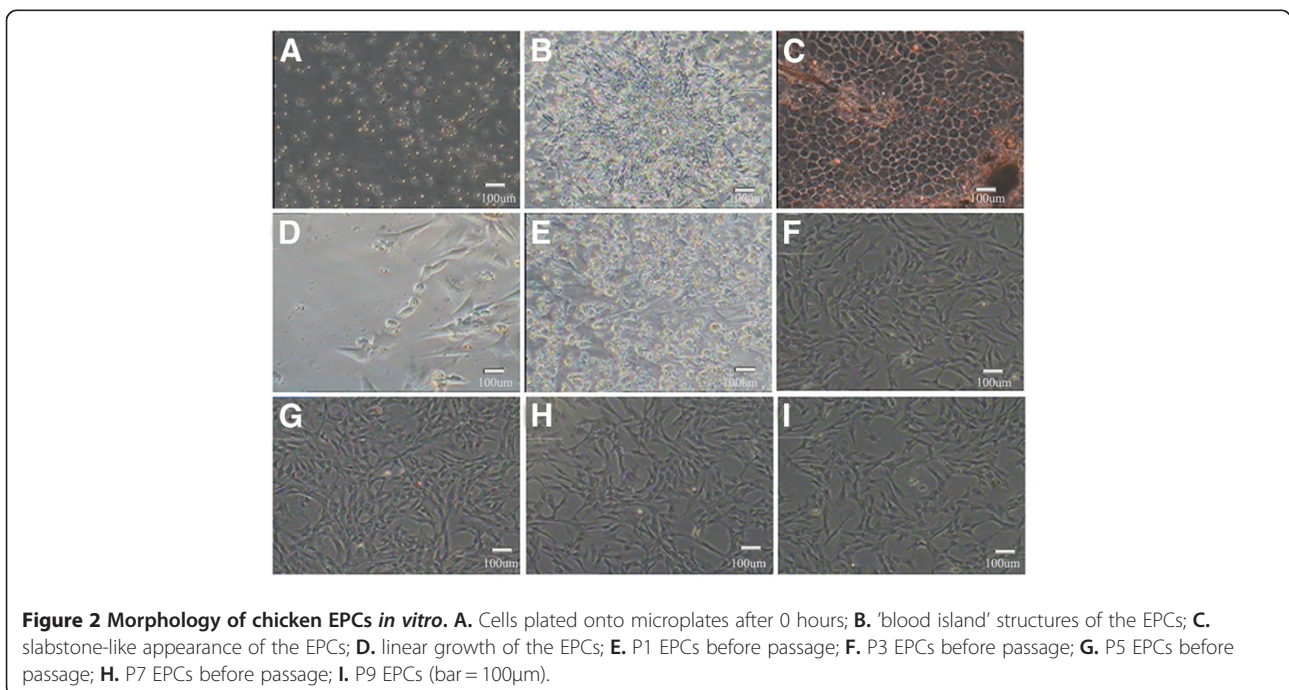 A
B
C
100um
100um
100um
D
E
F
100um
100um
100um
G
H
I
100um
100um
100um
Figure 2 Morphology of chicken EPCs in vitro. A. Cells plated onto microplates after 0 hours; B. 'blood island' structures of the EPCs; C.
slabstone-like appearance of the EPCs; D. linear growth of the EPCs; E. P1 EPCs before passage; F. P3 EPCs before passage; G. P5 EPCs before
passage; H. P7 EPCs before passage; I. P9 EPCs (bar = 100μm).